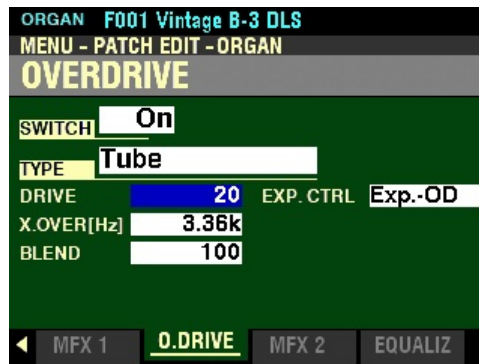 ORGAN F001 Vintage B-3 DLS
MENU - PATCH EDIT - ORGAN
OVERDRIVE
SWITCH On
TYPE Tube
DRIVE 20 EXP. CTRL Exp.-OD
X.OVER[Hz] 3.36k
BLEND 100
MFX 1 O.DRIVE MFX 2 EQUALIZ